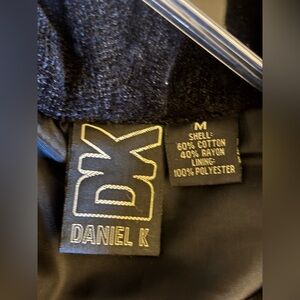 DK
DANIEL K
M
SHELL:
60% COTTON
40% RAYON
LINING:
100% POLYESTER